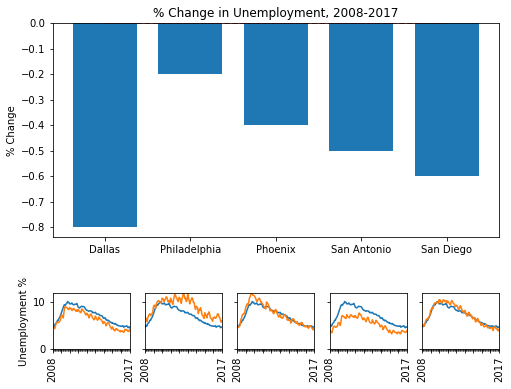 % Change in Unemployment, 2008-2017
% Change
0.0
−0.1
−0.2
−0.3
−0.4
−0.5
−0.6
−0.7
−0.8
Dallas Philadelphia Phoenix San Antonio San Diego
Unemployment %
10
0
2008 2017 2008 2017 2008 2017 2008 2017 2008 2017